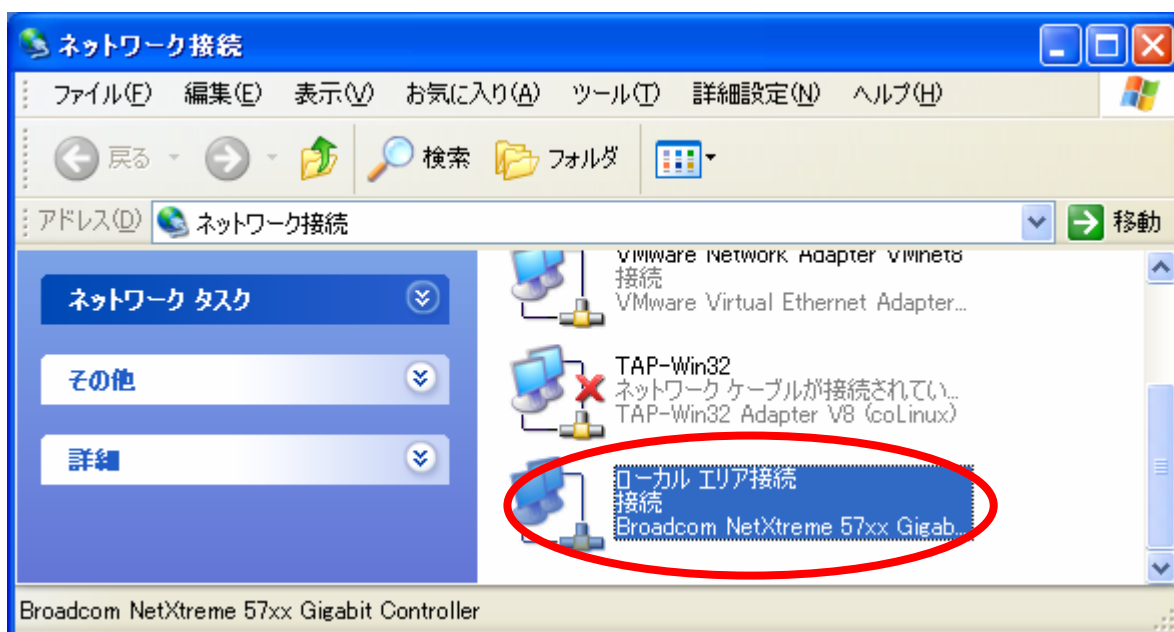 ネットワーク接続
ファイル(F) 編集(E) 表示(V) お気に入り(A) ツール(T) 詳細設定(N) ヘルプ(H)
戻る 検索 フォルダ
アドレス(D) ネットワーク接続 移動
ネットワーク タスク
その他
詳細
VMware Network Adapter VMnet8
接続
VMware Virtual Ethernet Adapter...
TAP-Win32
ネットワーク ケーブルが接続されてい...
TAP-Win32 Adapter V8 (coLinux)
ローカル エリア接続
接続
Broadcom NetXtreme 57xx Gigab...
Broadcom NetXtreme 57xx Gigabit Controller